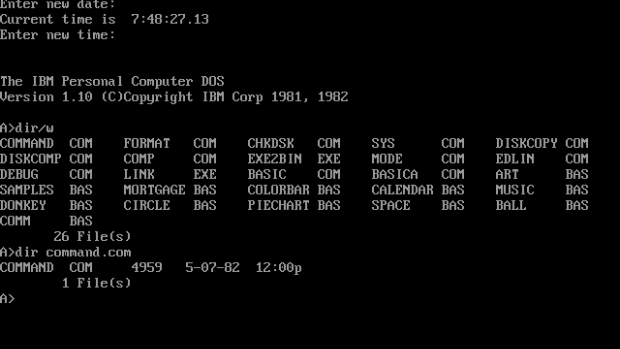 Enter new date:
Current time is  7:48:27.13
Enter new time:
The IBM Personal Computer DOS
Version 1.10 (C)Copyright IBM Corp 1981, 1982
A>dir/w
COMMAND  COM    FORMAT   COM    CHKDSK   COM    SYS      COM    DISKCOPY COM
DISKCOMP COM    COMP     COM    EXE2BIN  EXE    MODE     COM    EDLIN    COM
DEBUG    COM    LINK     EXE    BASIC    COM    BASICA   COM    ART      BAS
SAMPLES  BAS    MORTGAGE BAS    COLORBAR BAS    CALENDAR BAS    MUSIC    BAS
DONKEY   BAS    CIRCLE   BAS    PIECHART BAS    SPACE    BAS    BALL     BAS
COMM     BAS
26 File(s)
A>dir command.com
COMMAND  COM     4959   5-07-82  12:00p
1 File(s)
A>